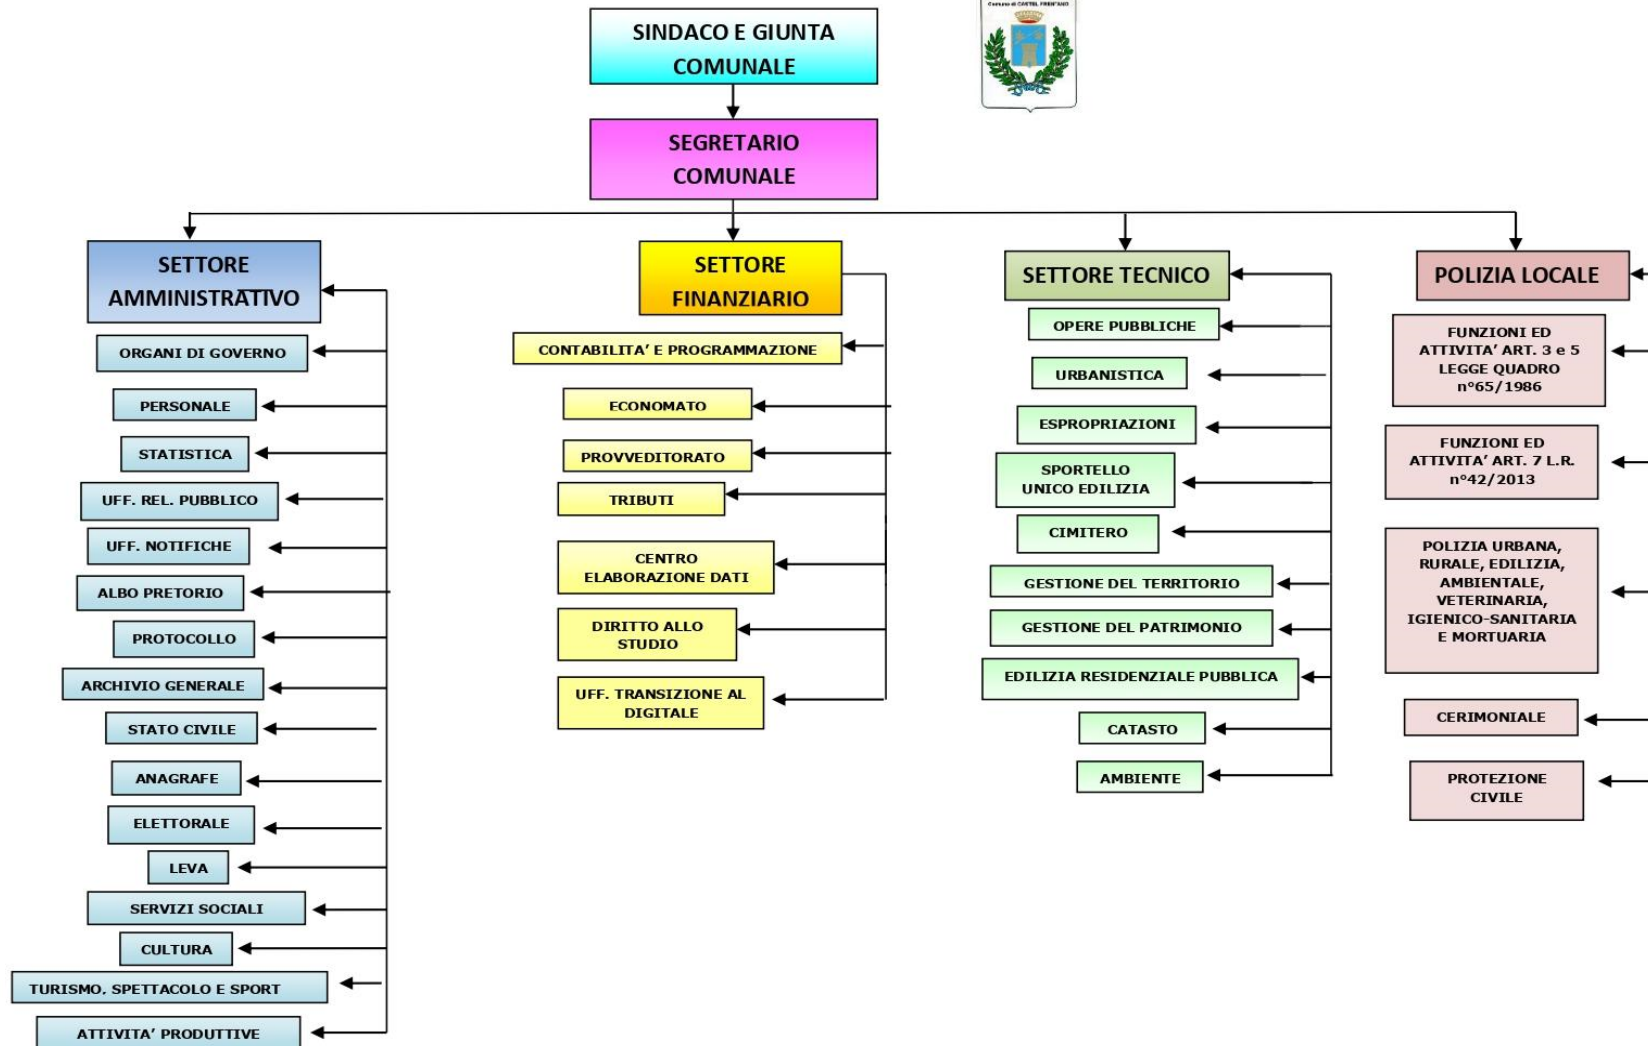 Comune di CASTEL FRENTANO
SINDACO E GIUNTA
COMUNALE
SEGRETARIO
COMUNALE
SETTORE
AMMINISTRATIVO
ORGANI DI GOVERNO
PERSONALE
STATISTICA
UFF. REL. PUBBLICO
UFF. NOTIFICHE
ALBO PRETORIO
PROTOCOLLO
ARCHIVIO GENERALE
STATO CIVILE
ANAGRAFE
ELETTORALE
LEVA
SERVIZI SOCIALI
CULTURA
TURISMO. SPETTACOLO E SPORT
ATTIVITA’ PRODUTTIVE
SETTORE
FINANZIARIO
CONTABILITA’ E PROGRAMMAZIONE
ECONOMATO
PROVVEDITORATO
TRIBUTI
CENTRO
ELABORAZIONE DATI
DIRITTO ALLO
STUDIO
UFF. TRANSIZIONE AL
DIGITALE
SETTORE TECNICO
OPERE PUBBLICHE
URBANISTICA
ESPROPRIAZIONI
SPORTELLO
UNICO EDILIZIA
CIMITERO
GESTIONE DEL TERRITORIO
GESTIONE DEL PATRIMONIO
EDILIZIA RESIDENZIALE PUBBLICA
CATASTO
AMBIENTE
POLIZIA LOCALE
FUNZIONI ED
ATTIVITA’ ART. 3 e 5
LEGGE QUADRO
n°65/1986
FUNZIONI ED
ATTIVITA’ ART. 7 L.R.
n°42/2013
POLIZIA URBANA,
RURALE, EDILIZIA,
AMBIENTALE,
VETERINARIA,
IGIENICO-SANITARIA
E MORTUARIA
CERIMONIALE
PROTEZIONE
CIVILE